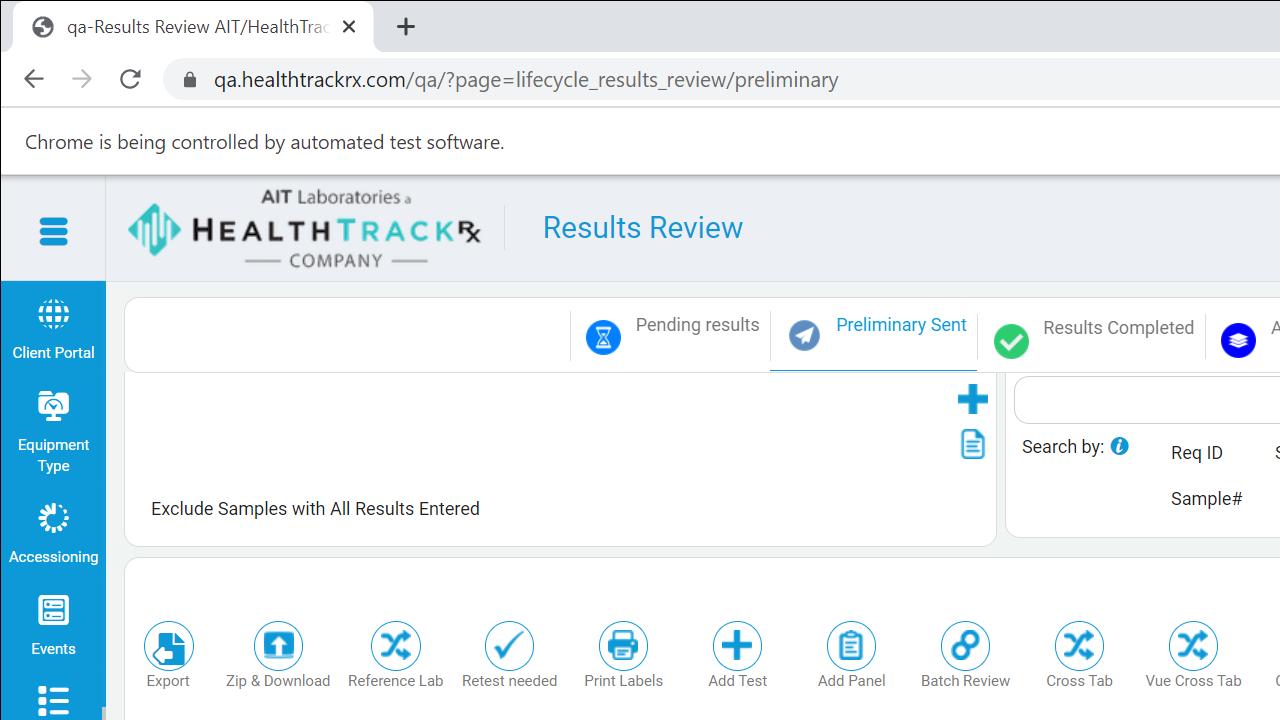 qa-Results Review AIT/HealthTrac
qa.healthtrackrx.com/qa/?page=lifecycle_results_review/preliminary
Chrome is being controlled by automated test software.
AIT Laboratories a
HEALTHTRACKRx
COMPANY
Results Review
Client Portal
Equipment
Type
Accessioning
Events
Pending results
Preliminary Sent
Results Completed
A
Exclude Samples with All Results Entered
Search by:
Req ID
Sample#
Export
Zip & Download
Reference Lab
Retest needed
Print Labels
Add Test
Add Panel
Batch Review
Cross Tab
Vue Cross Tab